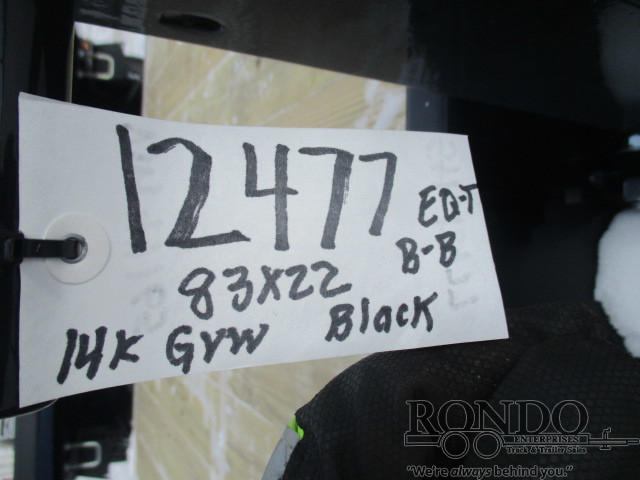 12477
EQ-T
B-B
83X22
14K GVW Black
RONDO
ENTERPRISES
Truck & Trailer Sales
"We're always behind you."